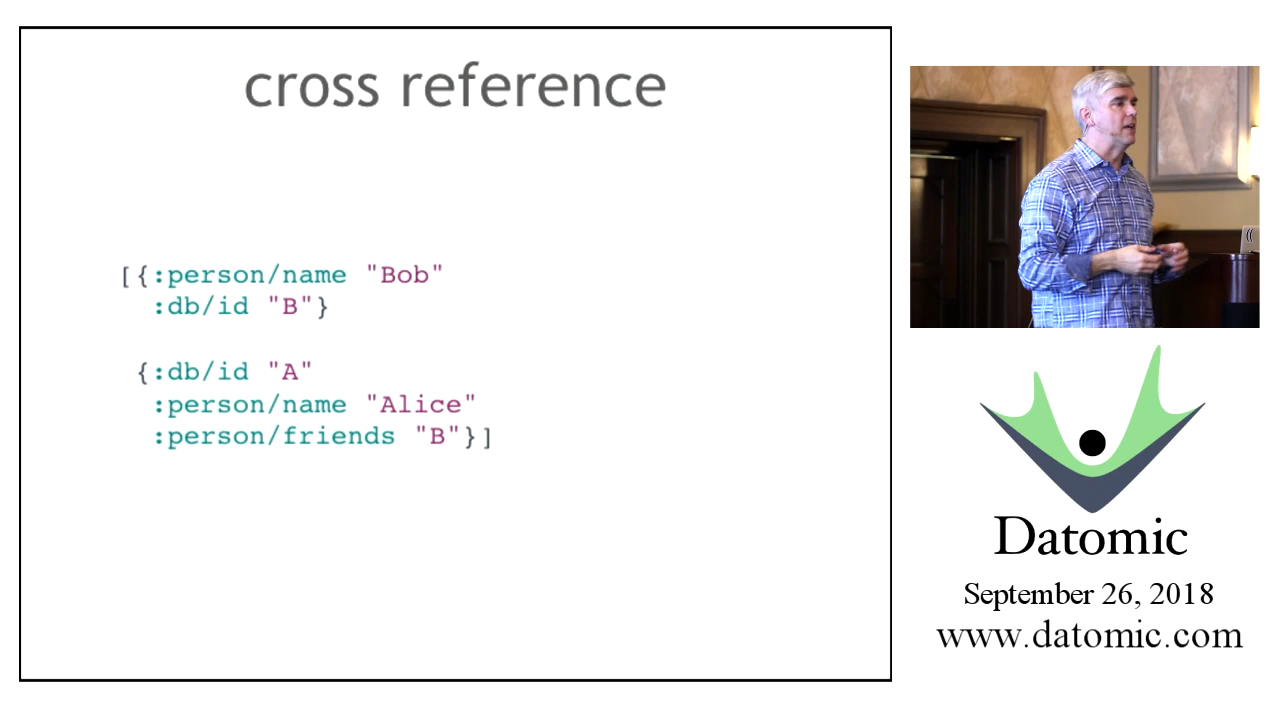 cross reference
[{:person/name "Bob"
:db/id "B"}
{:db/id "A"
:person/name "Alice"
:person/friends "B"}]
Datomic
September 26, 2018
www.datomic.com